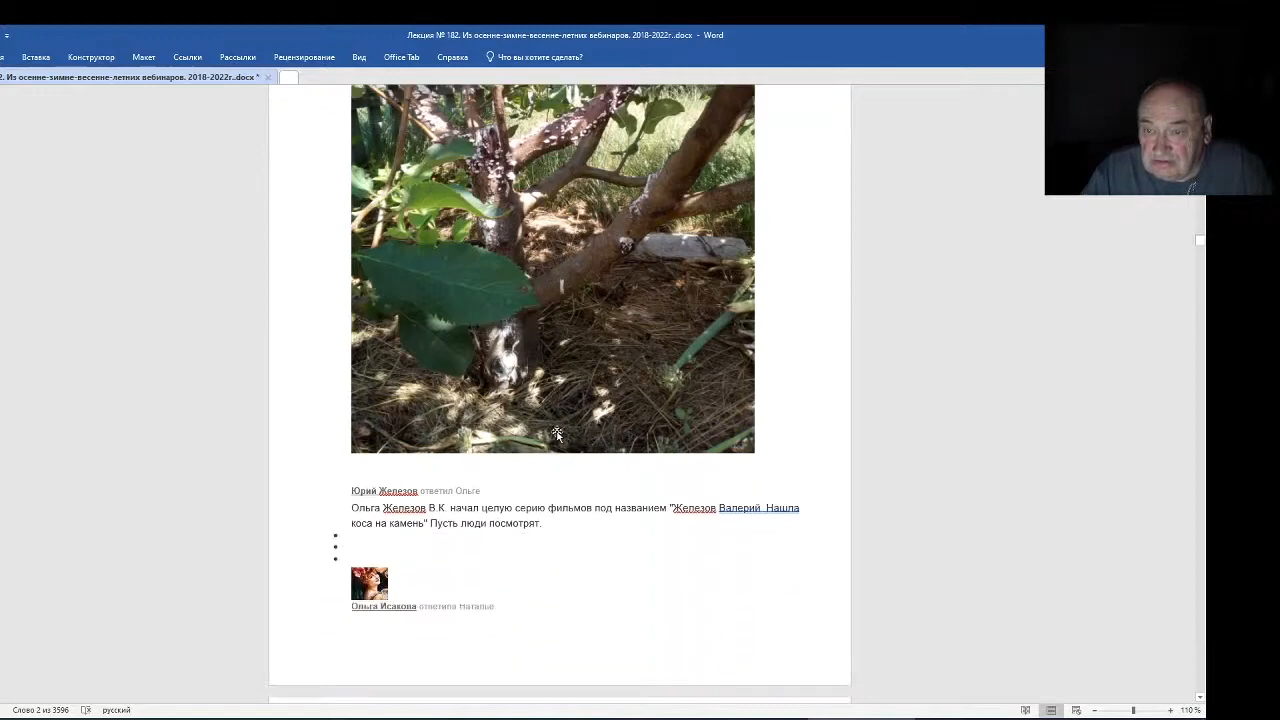 Лекция № 182. Из осенне-зимне-весенне-летних вебинаров. 2018-2022г..docx - Word
Вставка Конструктор Макет Ссылки Рассылки Рецензирование Вид Office Tab Справка Что вы хотите сделать?
2. Из осенне-зимне-весенне-летних вебинаров. 2018-2022г..docx *
Юрий Железов ответил Ольге
Ольга Железов В.К. начал целую серию фильмов под названием "Железов Валерий Нашла
коса на камень" Пусть люди посмотрят.
Ольга Исакова ответила Наталье
Слово 2 из 3596 русский 110 %